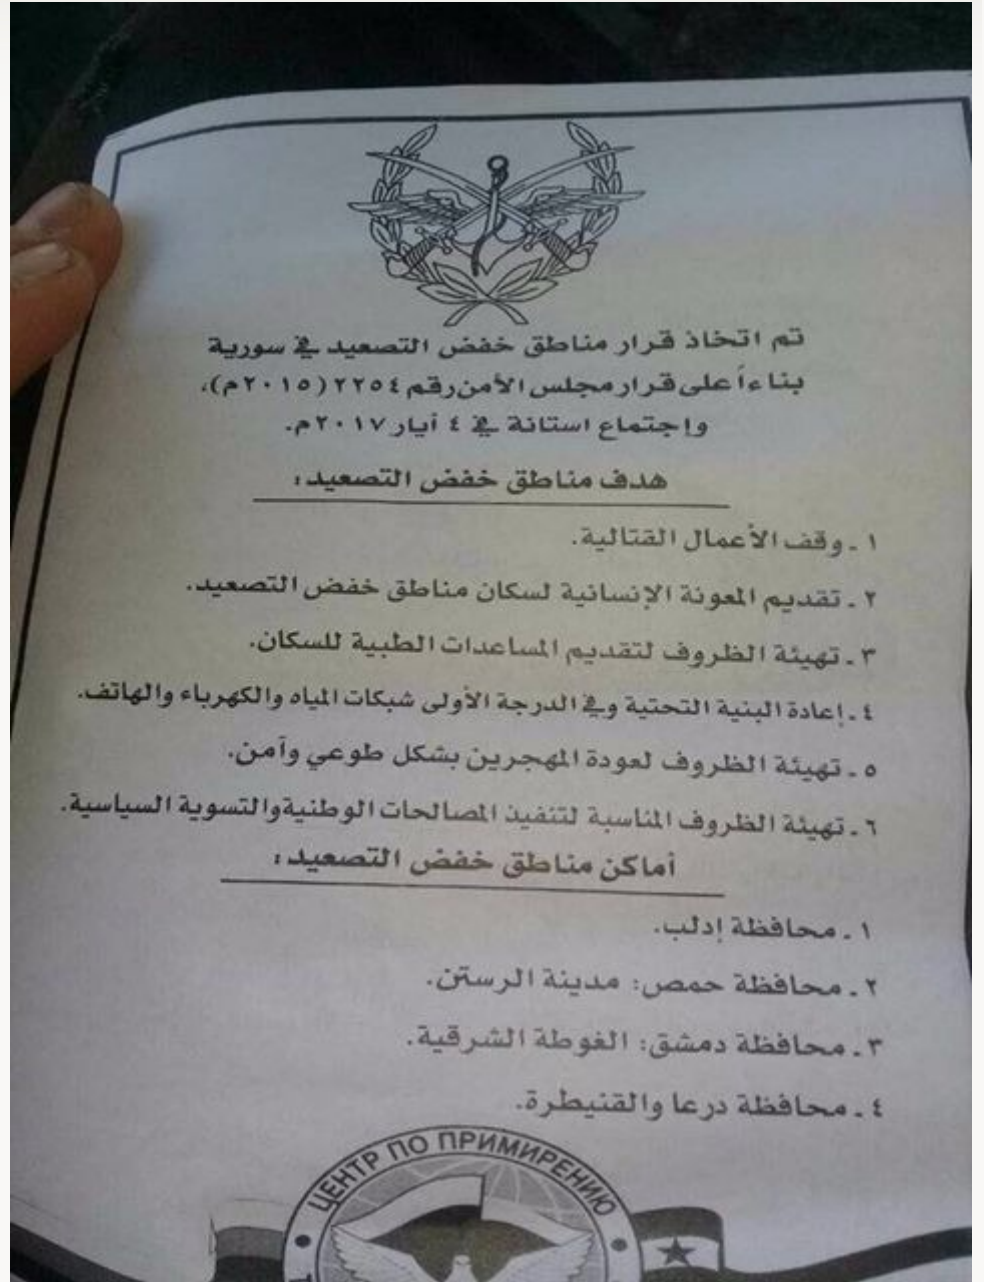 تم اتخاذ قرار مناطق خفض التصعيد في سورية
بناءاً على قرار مجلس الأمن رقم ٢٢٥٤ (٢٠١٥م)،
وإجتماع استانة في ٤ أيار ٢٠١٧م.
هدف مناطق خفض التصعيد:
١ ـ وقف الأعمال القتالية.
٢ ـ تقديم المعونة الإنسانية لسكان مناطق خفض التصعيد.
٣ ـ تهيئة الظروف لتقديم المساعدات الطبية للسكان.
٤ ـ إعادة البنية التحتية وفي الدرجة الأولى شبكات المياه والكهرباء والهاتف.
٥ ـ تهيئة الظروف لعودة المهجرين بشكل طوعي وآمن.
٦ ـ تهيئة الظروف المناسبة لتنفيذ المصالحات الوطنية والتسوية السياسية.
أماكن مناطق خفض التصعيد:
١ ـ محافظة إدلب.
٢ ـ محافظة حمص: مدينة الرستن.
٣ ـ محافظة دمشق: الغوطة الشرقية.
٤ ـ محافظة درعا والقنيطرة.
ЦЕНТР ПО ПРИМИРЕНИЮ